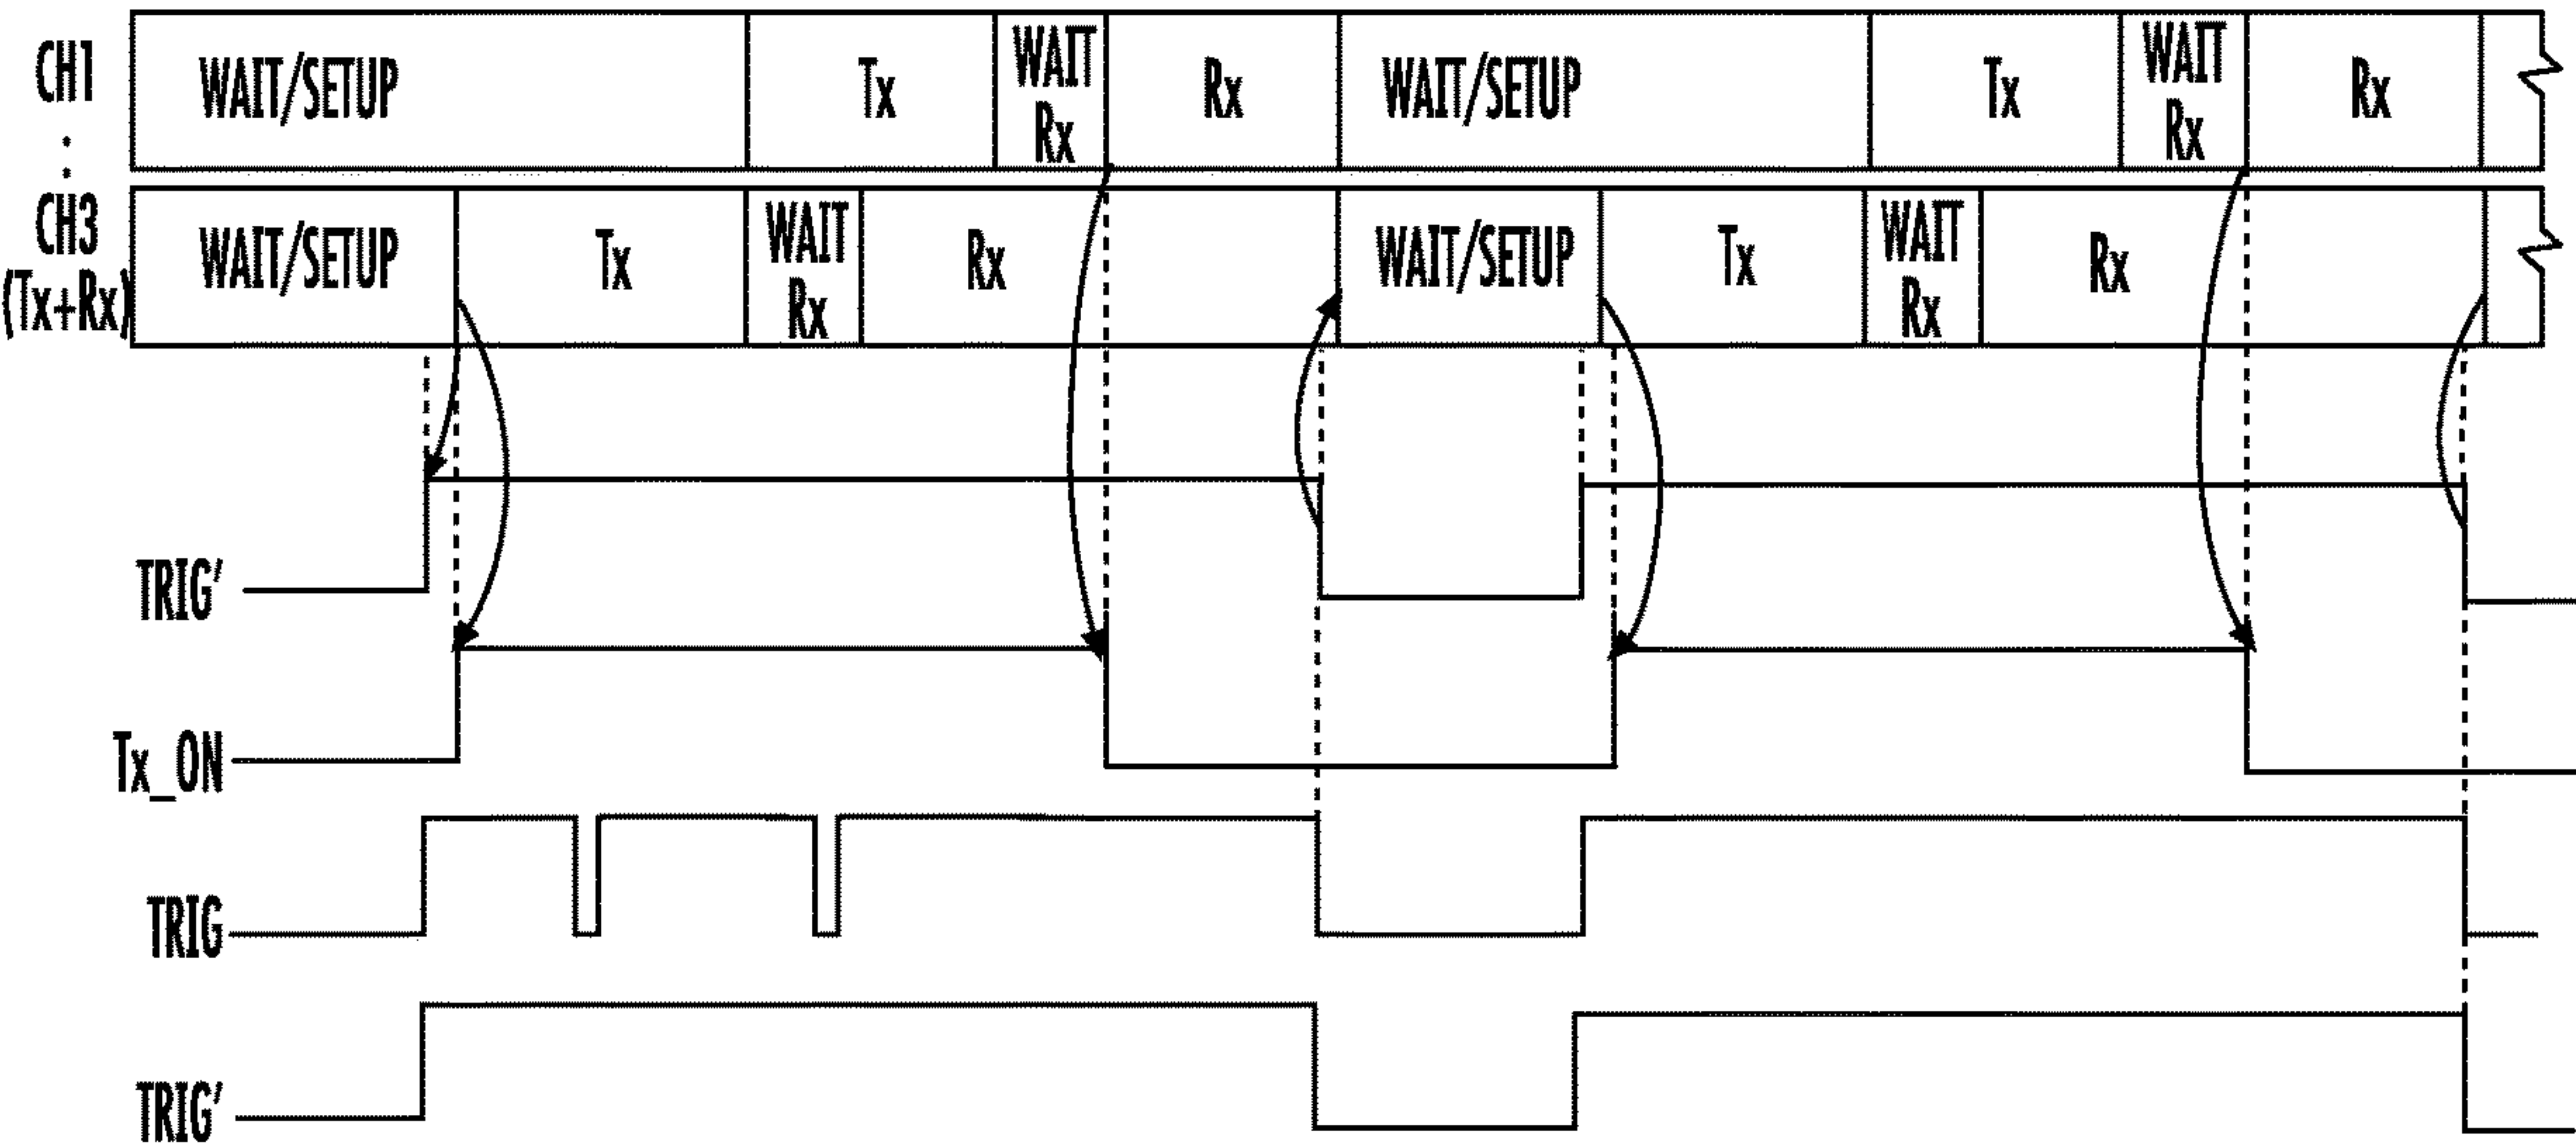 CH1
WAIT/SETUP
Tx
WAIT
Rx
Rx
WAIT/SETUP
Tx
WAIT
Rx
Rx
CH3
(Tx+Rx)
WAIT/SETUP
Tx
WAIT
Rx
Rx
WAIT/SETUP
Tx
WAIT
Rx
Rx
TRIG'
Tx_ON
TRIG
TRIG'